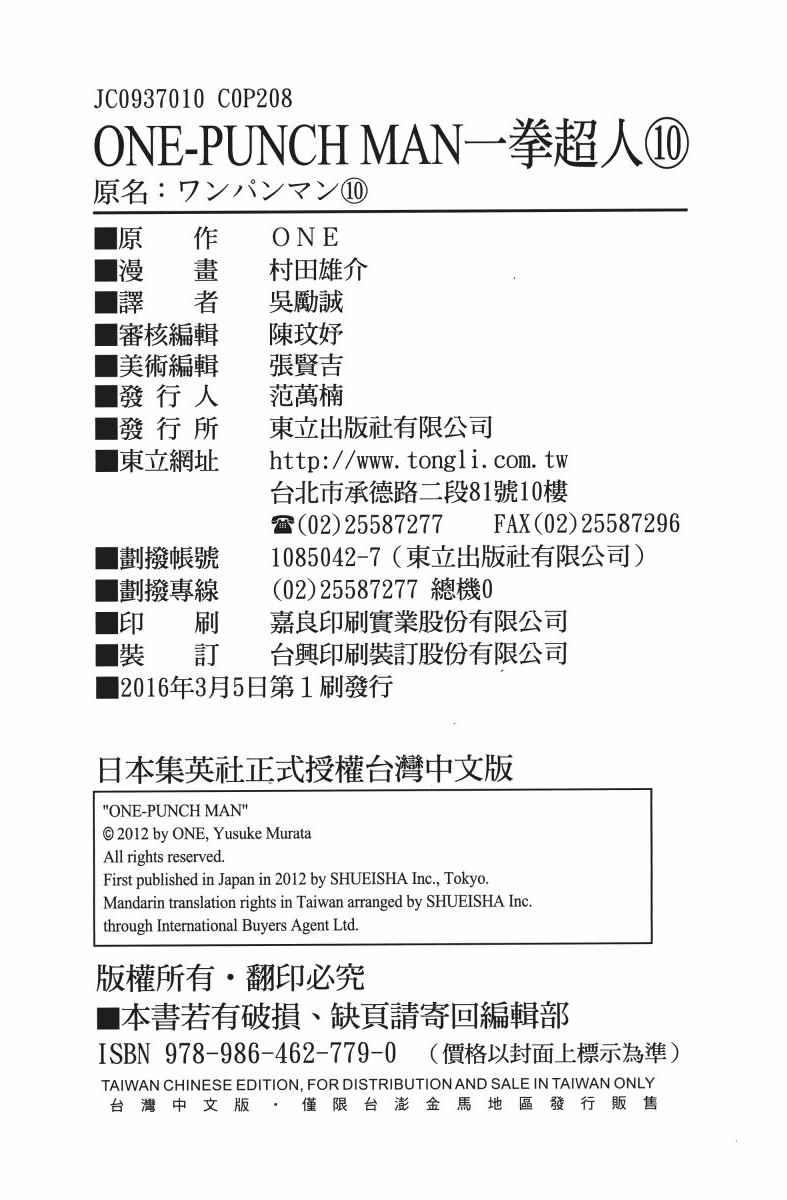 JC0937010 C0P208
ONE-PUNCH MAN一拳超人⑩
原名：ワンパンマン⑩
■原　作　ＯＮＥ
■漫　畫　村田雄介
■譯　者　吳勵誠
■審核編輯　陳玟妤
■美術編輯　張賢吉
■發行人　范萬楠
■發行所　東立出版社有限公司
■東立網址　http://www.tongli.com.tw
台北市承德路二段81號10樓
☎(02)25587277　FAX(02)25587296
■劃撥帳號　1085042-7（東立出版社有限公司）
■劃撥專線　(02)25587277 總機0
■印　刷　嘉良印刷實業股份有限公司
■裝　訂　台興印刷裝訂股份有限公司
■2016年3月5日第１刷發行
日本集英社正式授權台灣中文版
"ONE-PUNCH MAN"
© 2012 by ONE, Yusuke Murata
All rights reserved.
First published in Japan in 2012 by SHUEISHA Inc., Tokyo.
Mandarin translation rights in Taiwan arranged by SHUEISHA Inc.
through International Buyers Agent Ltd.
版權所有・翻印必究
■本書若有破損、缺頁請寄回編輯部
ISBN 978-986-462-779-0　（價格以封面上標示為準）
TAIWAN CHINESE EDITION, FOR DISTRIBUTION AND SALE IN TAIWAN ONLY
台灣中文版・僅限台澎金馬地區發行販售